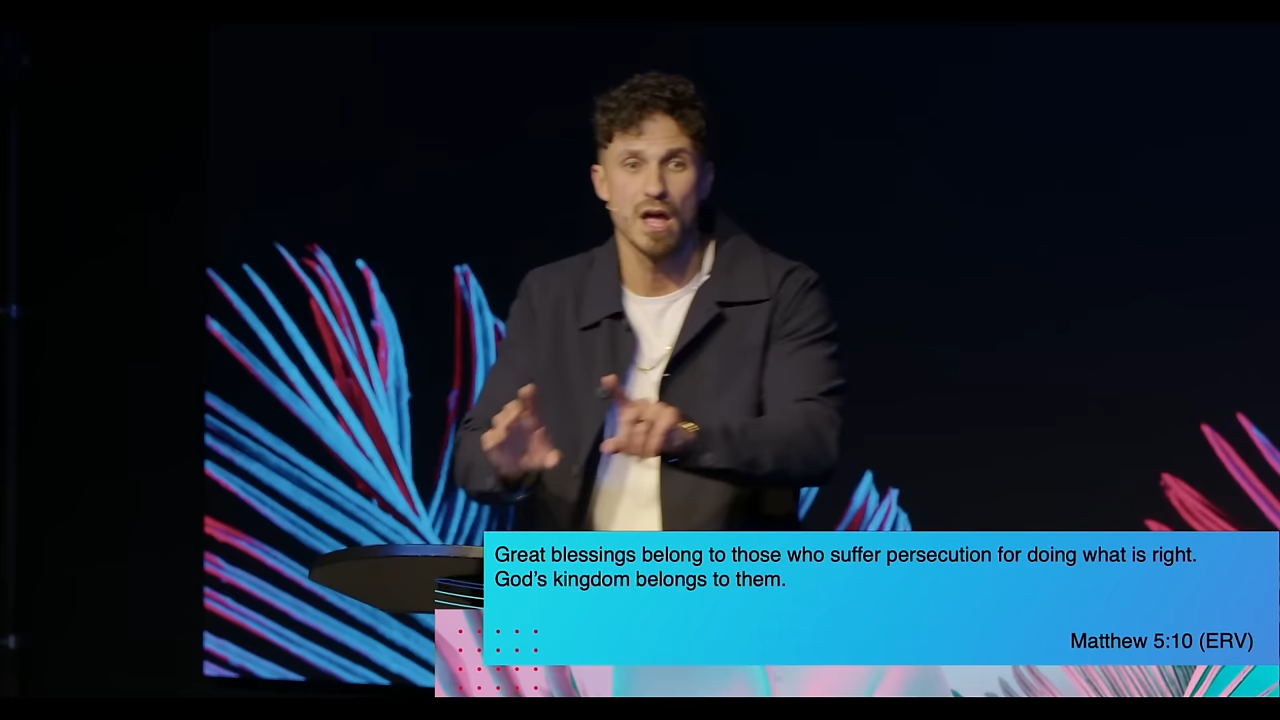 Great blessings belong to those who suffer persecution for doing what is right.
God’s kingdom belongs to them.
Matthew 5:10 (ERV)